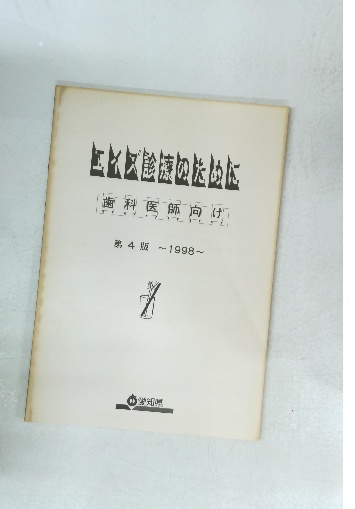 エイズ診療のために
歯科医師向け
第4版 ~1998~
愛知県